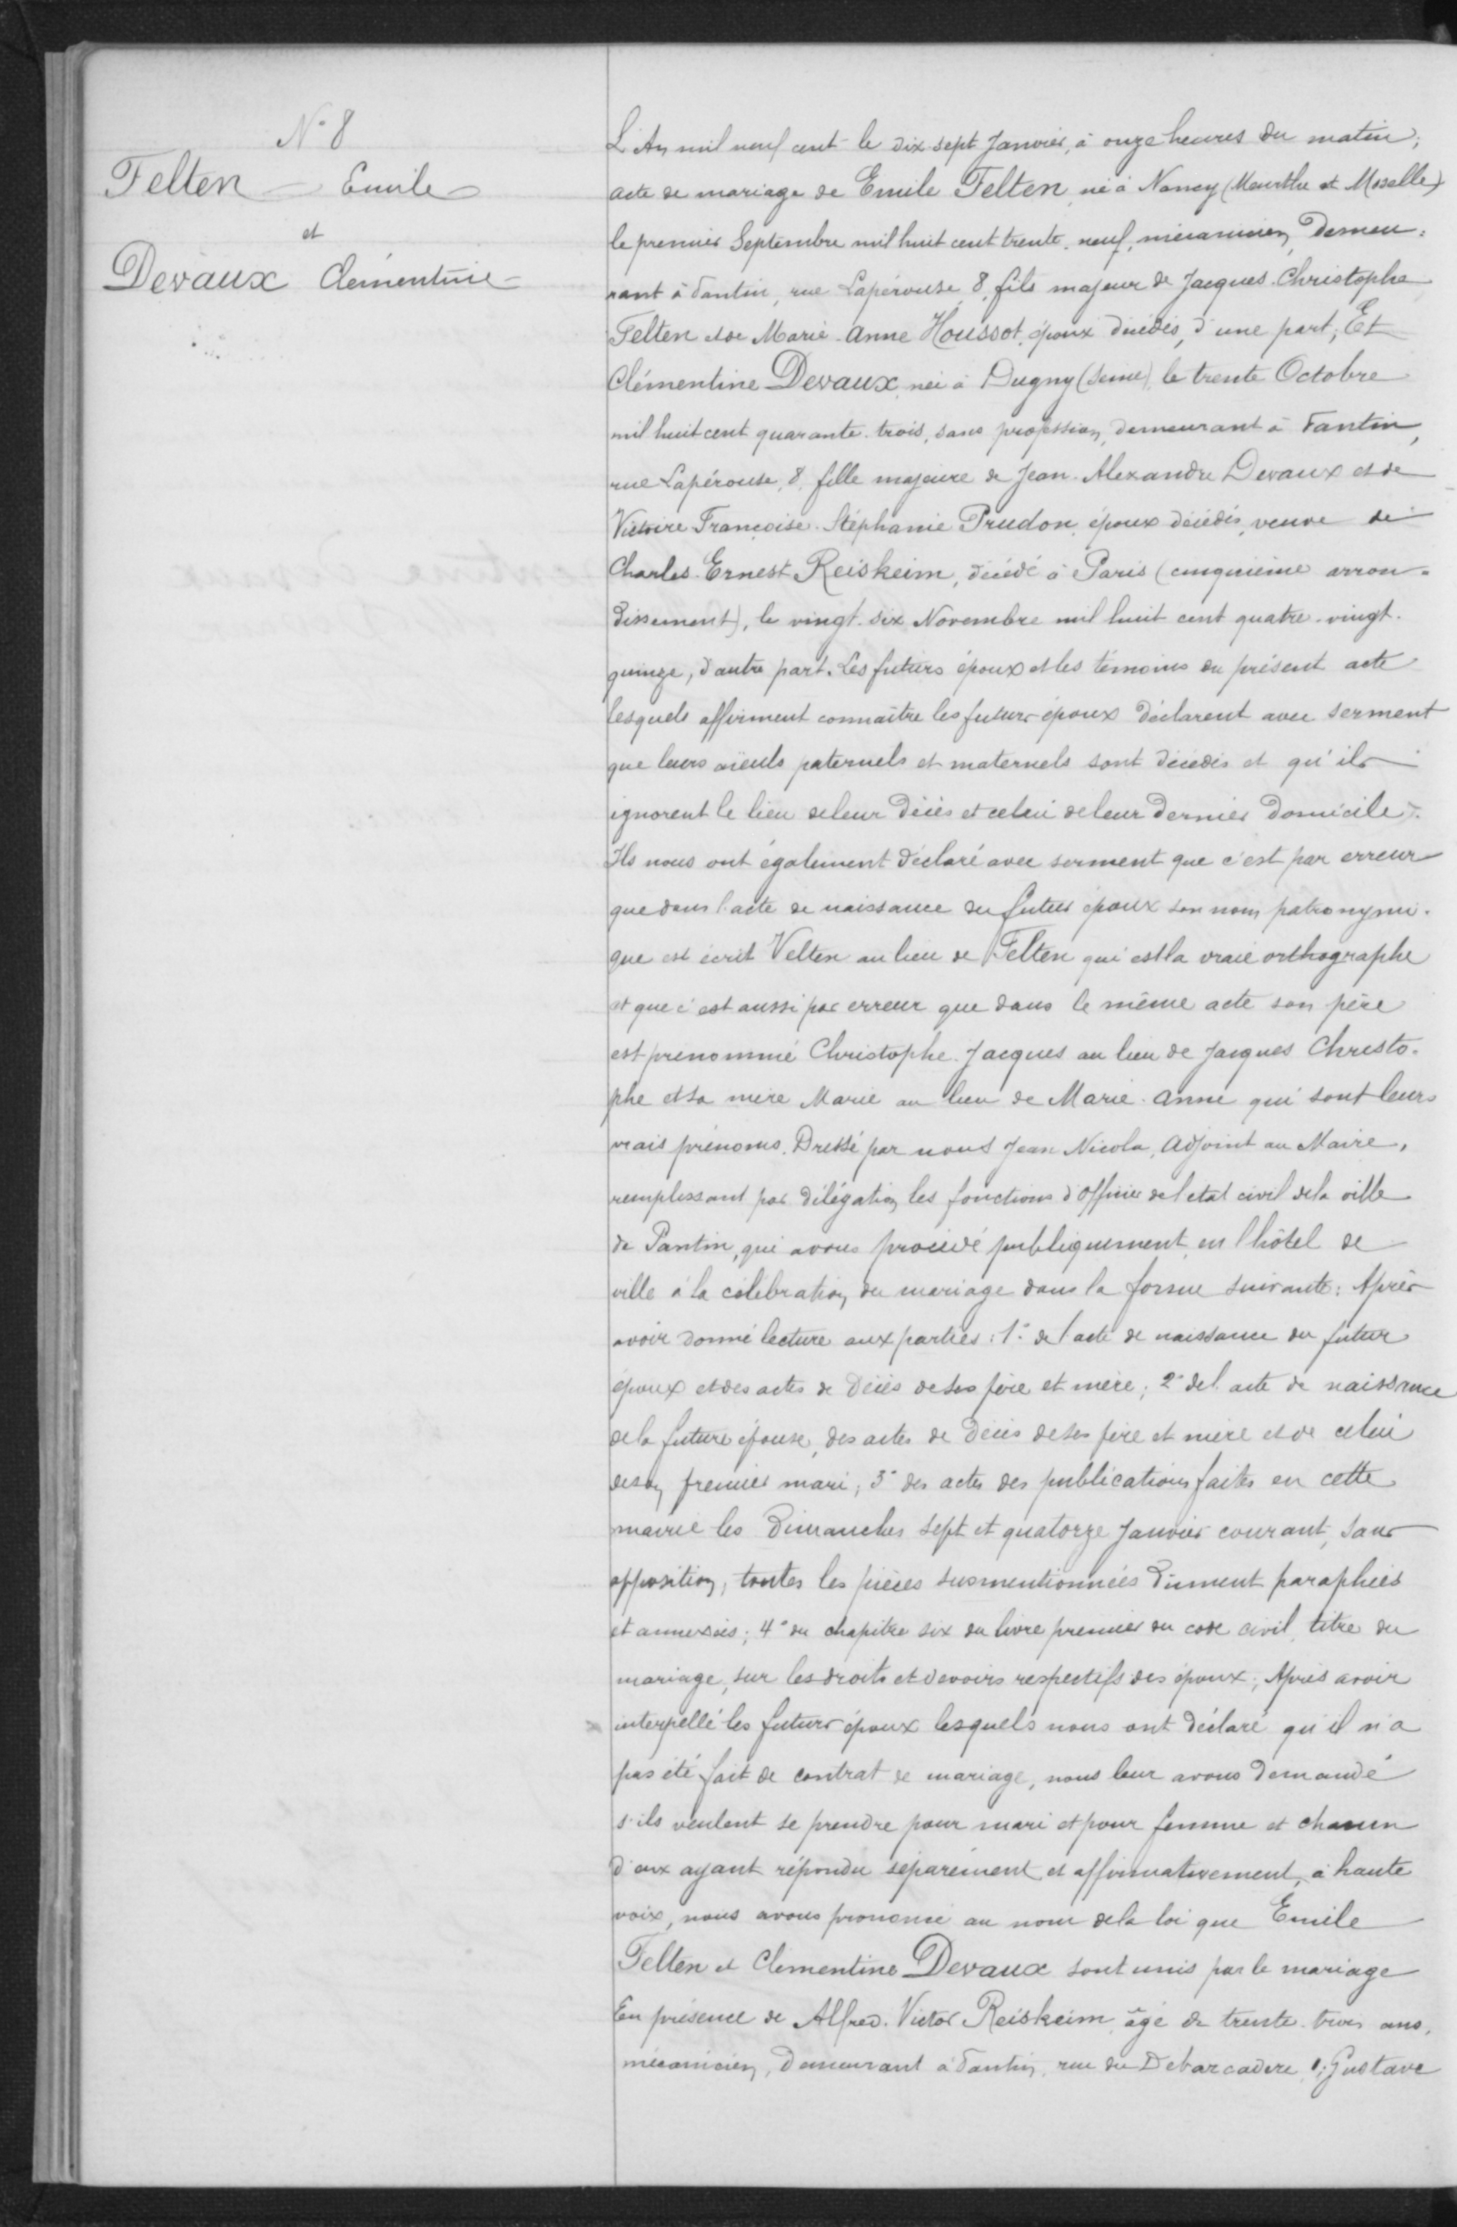 N° 8
Felten Emile
et
Devaux Clémentine
L'An mil neuf cent le dix sept Janvier, à onze heures du matin;
acte de mariage de Emile Felten, né à Nancy (Meurthe et Moselle)
le premier Septembre mil huit cent trente-neuf, mécanicien, Demeu-
rant à Pantin, rue Lapérouse, 8, fils majeur de Jacques Christophe
Felten et de Marie-Anne Houssot, époux décédés, d'une part; Et
Clémentine Devaux, née à Dugny (Seine), le trente Octobre
mil huit cent quarante-trois, sans profession, demeurant à Pantin,
rue Lapérouse, 8, fille majeure de Jean-Alexandre Devaux et de
Victoire Françoise Stéphanie Prudon, époux décédés, veuve de
Charles-Ernest Reiskeim, décédé à Paris (cinquième arron-
dissement), le vingt-six Novembre mil huit cent quatre-vingt-
quinze, d'autre part. Les futurs époux et les témoins du présent acte
lesquels affirment connaître les futurs époux déclarent avec serment
que leurs aïeuls paternels et maternels sont décédés et qu'ils
ignorent le lieu de leur décès et celui de leur dernier domicile.
Ils nous ont également déclaré avec serment que c'est par erreur
que dans l'acte de naissance du futur époux son nom patronymi-
que est écrit Velten au lieu de Felten qui est la vraie orthographe
et que c'est aussi par erreur que dans le même acte son père
est prénommé Christophe-Jacques au lieu de Jacques Christo-
phe et sa mère Marie au lieu de Marie-Anne qui sont leurs
vrais prénoms. Dressé par nous Jean Nicola, Adjoint au Maire,
remplissant par délégation les fonctions d'Officier de l'état civil de la ville
de Pantin, qui avons procédé publiquement en l'hôtel de
ville à la célébration du mariage dans la forme suivante: Après
avoir donné lecture aux parties: 1° de l'acte de naissance du futur
époux et des actes de décès de ses père et mère; 2° de l'acte de naissance
de la future épouse, des actes de décès de ses père et mère et de celui
de son premier mari; 3° des actes des publications faites en cette
mairie les Dimanches sept et quatorze Janvier courant, sans
opposition, toutes les pièces susmentionnées dûment paraphées
et annexées; 4° du chapitre six du livre premier du code civil, titre du
mariage, sur les droits et devoirs respectifs des époux; Après avoir
interpellé les futurs époux lesquels nous ont déclaré qu'il n'a
pas été fait de contrat de mariage, nous leur avons demandé
s'ils veulent se prendre pour mari et pour femme et chacun
d'eux ayant répondu séparément et affirmativement, à haute
voix, nous avons prononcé au nom de la loi que Emile
Felten et Clementine Devaux sont unis par le mariage
En présence de Alfred-Victor Reiskeim, âgé de trente-trois ans,
mécanicien, Demeurant à Pantin, rue du Debarcadere, 1; Gustave